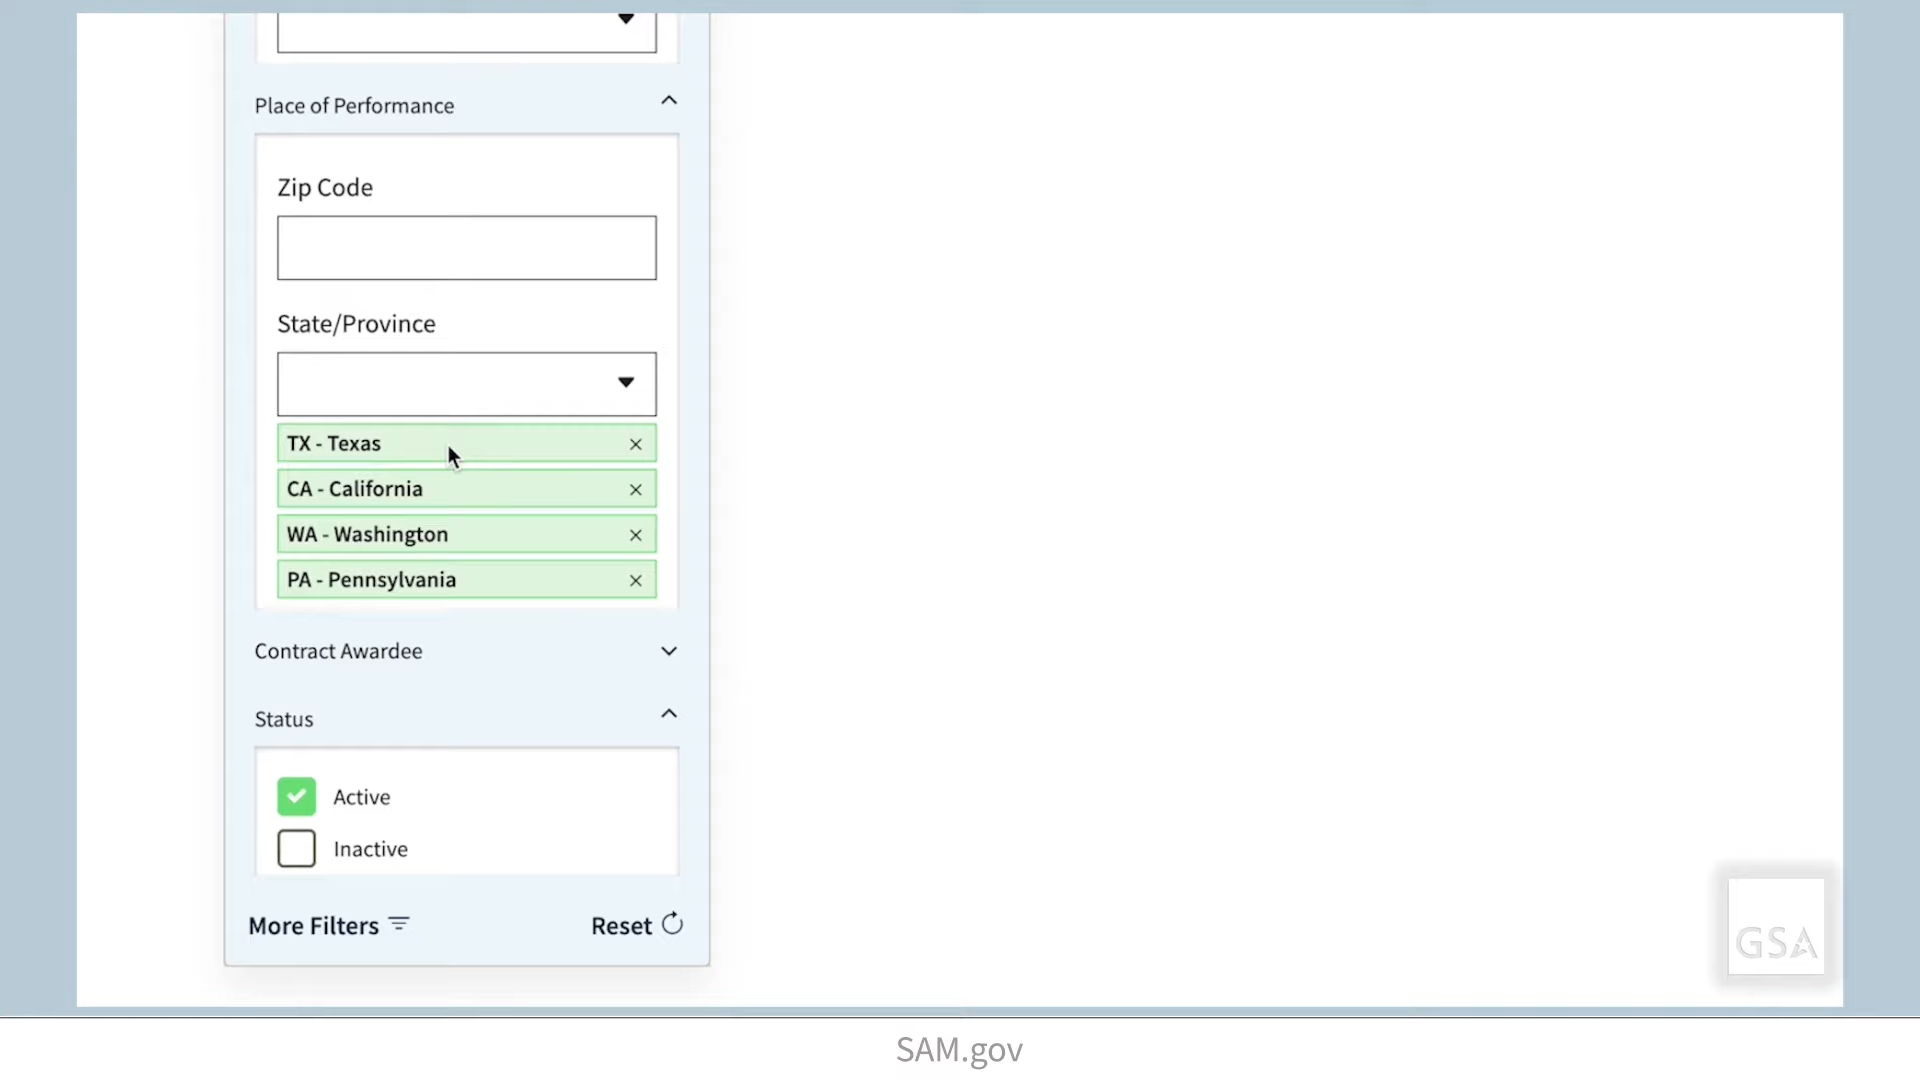 Place of Performance
Zip Code
State/Province
TX - Texas
CA - California
WA - Washington
PA - Pennsylvania
Contract Awardee
Status
Active
Inactive
More Filters
Reset
GSA
SAM.gov